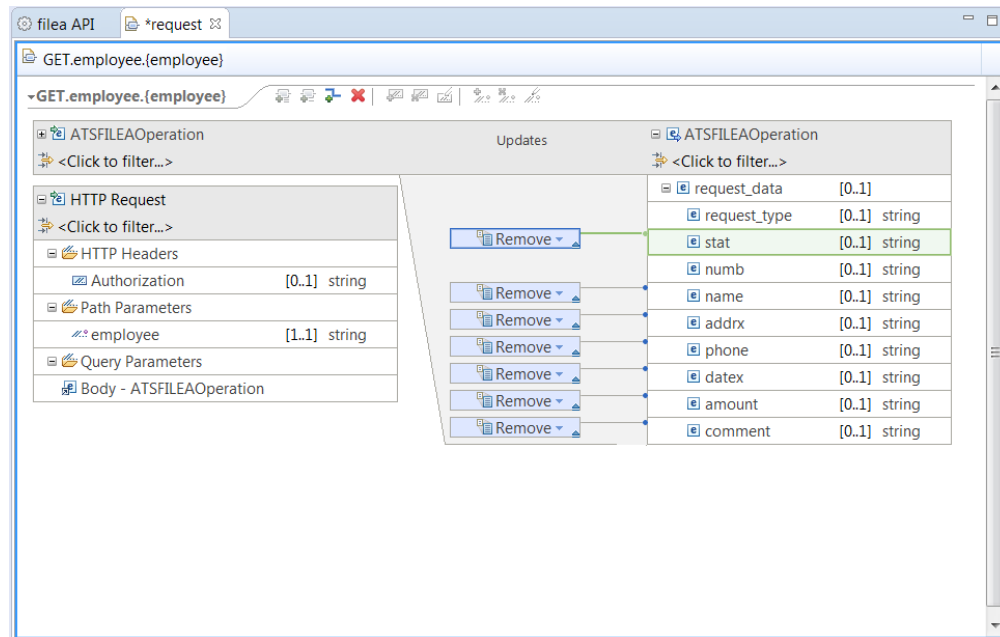 filea API *request
GET.employee.{employee}
GET.employee.{employee}
ATSFILEAOperation Updates ATSFILEAOperation
<Click to filter...> <Click to filter...>
HTTP Request request_data [0..1]
<Click to filter...> request_type [0..1] string
Remove stat [0..1] string
HTTP Headers numb [0..1] string
Authorization [0..1] string Remove name [0..1] string
Path Parameters Remove addrx [0..1] string
employee [1..1] string Remove phone [0..1] string
Query Parameters Remove datex [0..1] string
Body - ATSFILEAOperation Remove amount [0..1] string
Remove comment [0..1] string